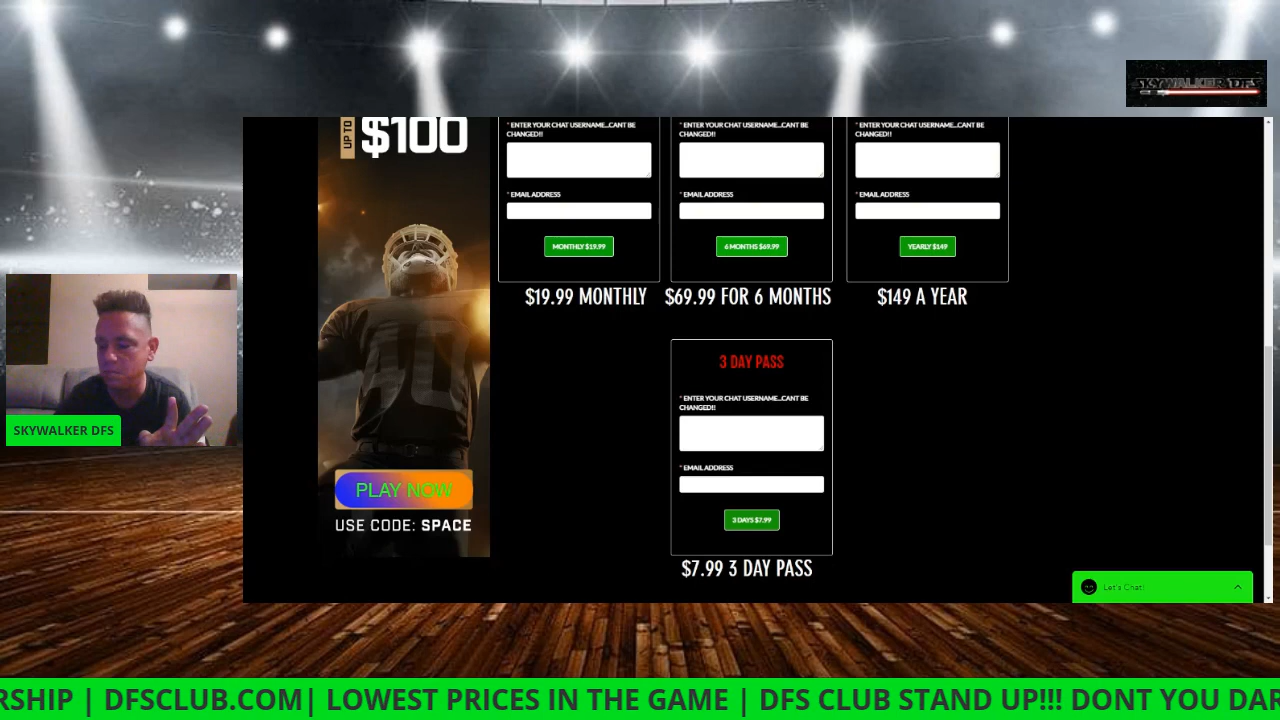 SKYWALKER DFS
UP TO
$100
* ENTER YOUR CHAT USERNAME...CANT BE
CHANGED!!
* EMAIL ADDRESS
MONTHLY $19.99
$19.99 MONTHLY
* ENTER YOUR CHAT USERNAME...CANT BE
CHANGED!!
* EMAIL ADDRESS
6 MONTHS $69.99
$69.99 FOR 6 MONTHS
* ENTER YOUR CHAT USERNAME...CANT BE
CHANGED!!
* EMAIL ADDRESS
YEARLY $149
$149 A YEAR
3 DAY PASS
* ENTER YOUR CHAT USERNAME...CANT BE
CHANGED!!
* EMAIL ADDRESS
3 DAYS $7.99
$7.99 3 DAY PASS
40
PLAY NOW
USE CODE: SPACE
SKYWALKER DFS
Let's Chat!
RSHIP | DFSCLUB.COM| LOWEST PRICES IN THE GAME | DFS CLUB STAND UP!!! DONT YOU DAR